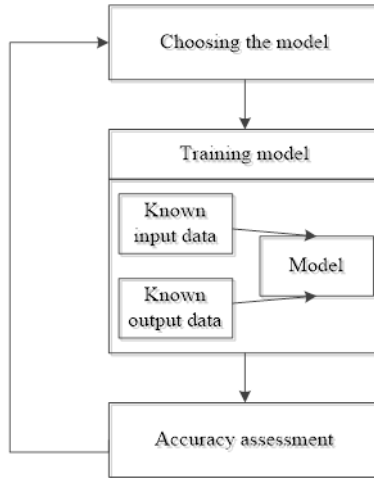 Choosing the model
Training model
Known
input data
Model
Known
output data
Accuracy assessment